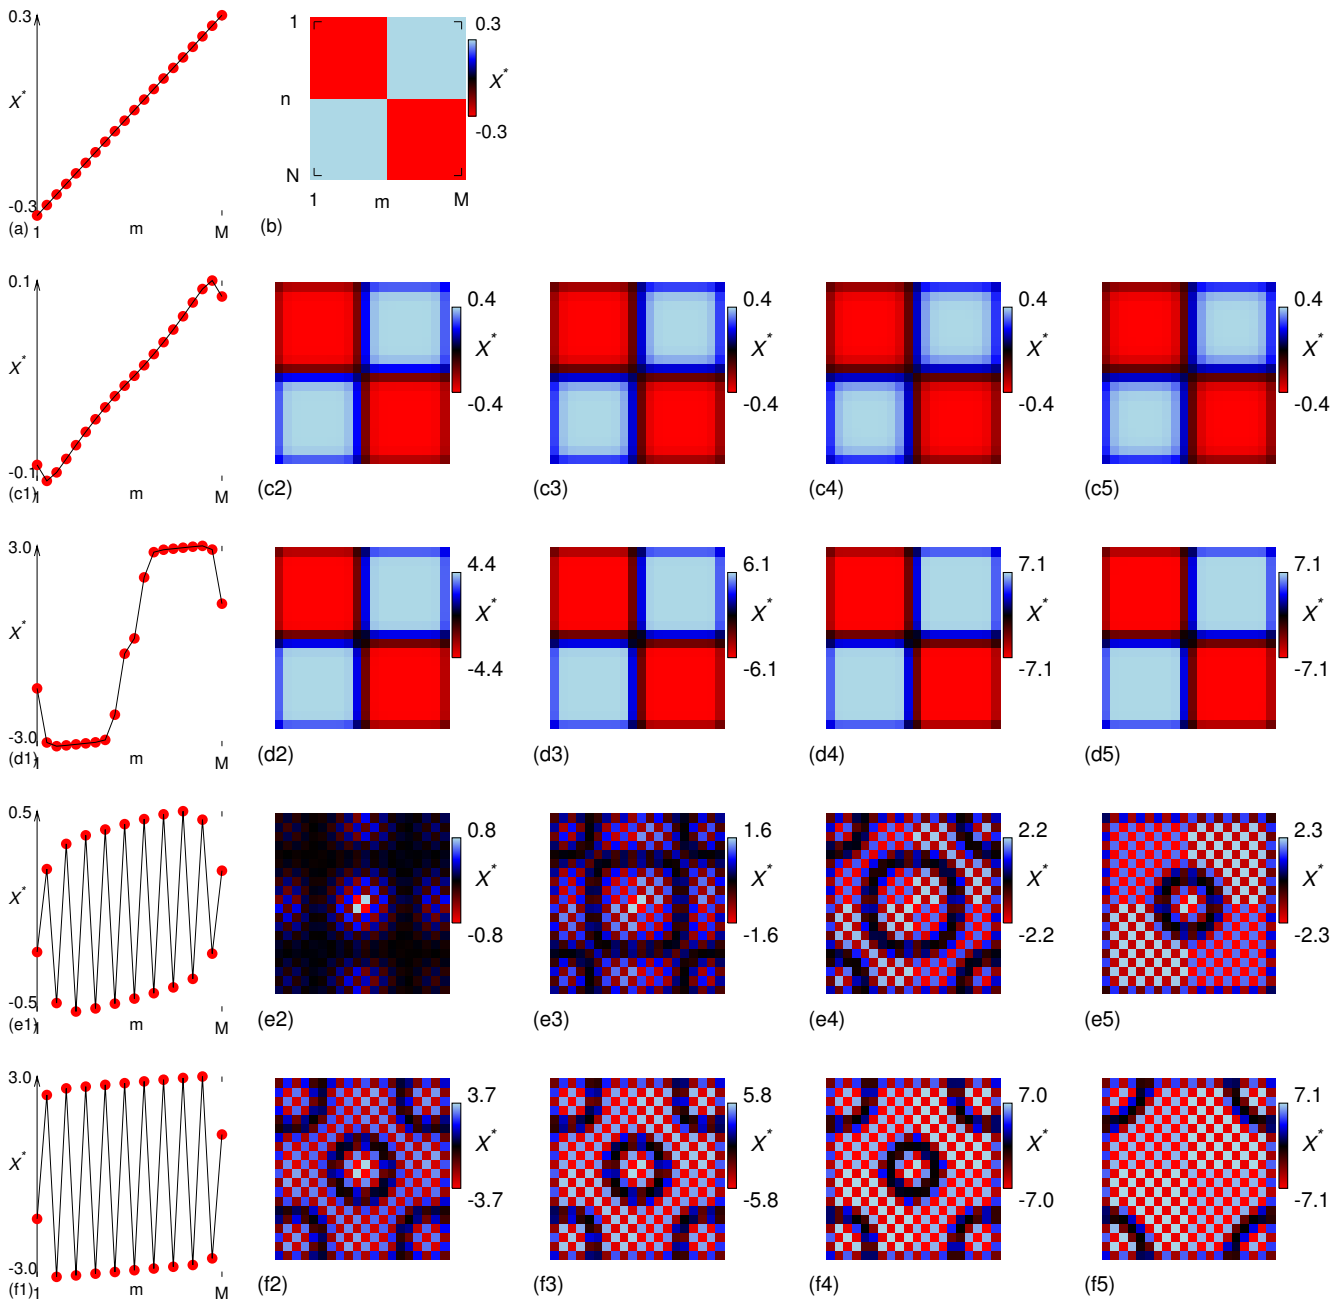 0.3
X*
-0.3
(a) 1 m M
1
n
N
1 m M
(b)
0.3
X*
-0.3
0.1
X*
-0.1
(c1) 1 m M
0.4
X*
-0.4
(c2)
0.4
X*
-0.4
(c3)
0.4
X*
-0.4
(c4)
0.4
X*
-0.4
(c5)
3.0
X*
-3.0
(d1) 1 m M
4.4
X*
-4.4
(d2)
6.1
X*
-6.1
(d3)
7.1
X*
-7.1
(d4)
7.1
X*
-7.1
(d5)
0.5
X*
-0.5
(e1) 1 m M
0.8
X*
-0.8
(e2)
1.6
X*
-1.6
(e3)
2.2
X*
-2.2
(e4)
2.3
X*
-2.3
(e5)
3.0
X*
-3.0
(f1) 1 m M
3.7
X*
-3.7
(f2)
5.8
X*
-5.8
(f3)
7.0
X*
-7.0
(f4)
7.1
X*
-7.1
(f5)